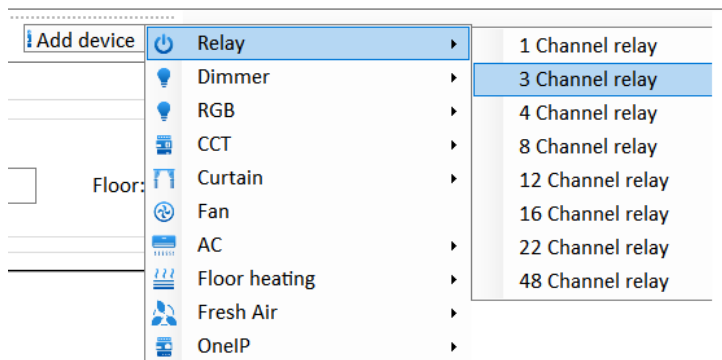 Add device
Relay
Dimmer
RGB
CCT
Curtain
Floor:
Fan
AC
Floor heating
Fresh Air
OneIP
1 Channel relay
3 Channel relay
4 Channel relay
8 Channel relay
12 Channel relay
16 Channel relay
22 Channel relay
48 Channel relay